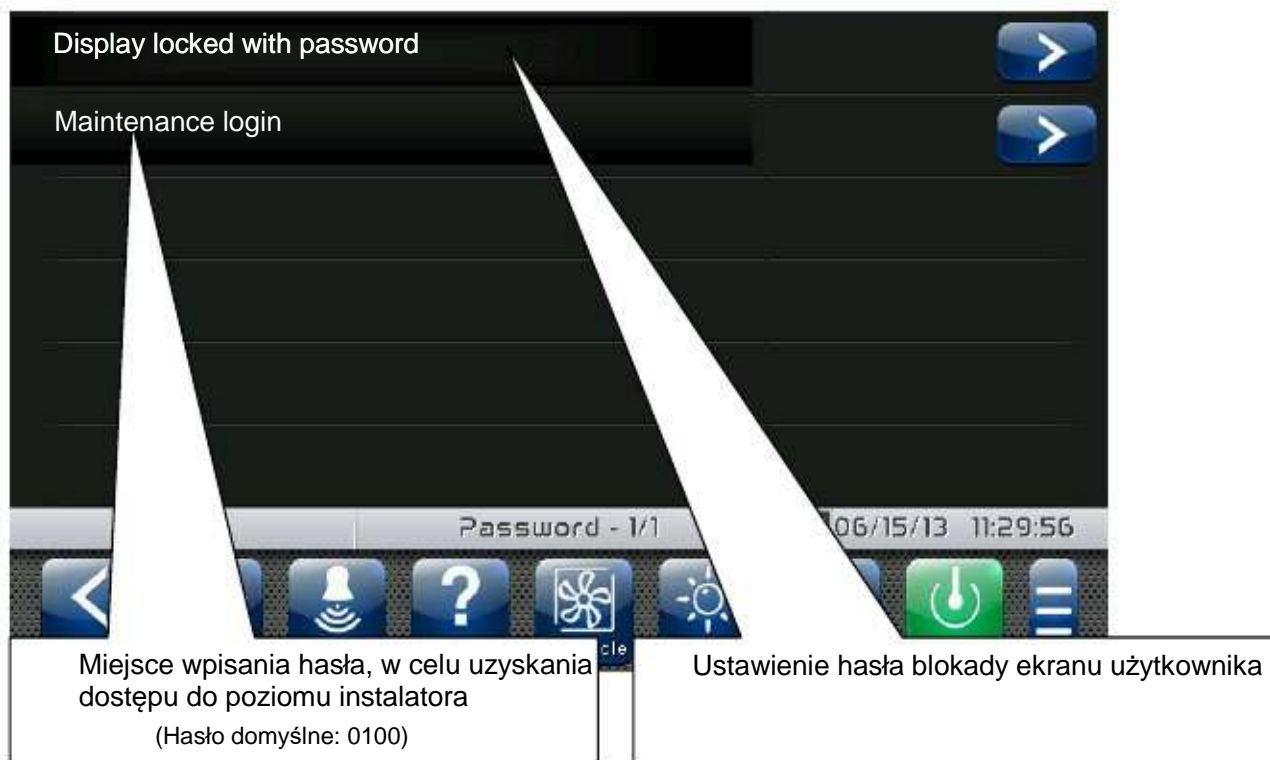 Display locked with password
Maintenance login
Password - 1/1
06/15/13 11:29:56
cle
Miejsce wpisania hasła, w celu uzyskania
dostępu do poziomu instalatora
(Hasło domyślne: 0100)
Ustawienie hasła blokady ekranu użytkownika